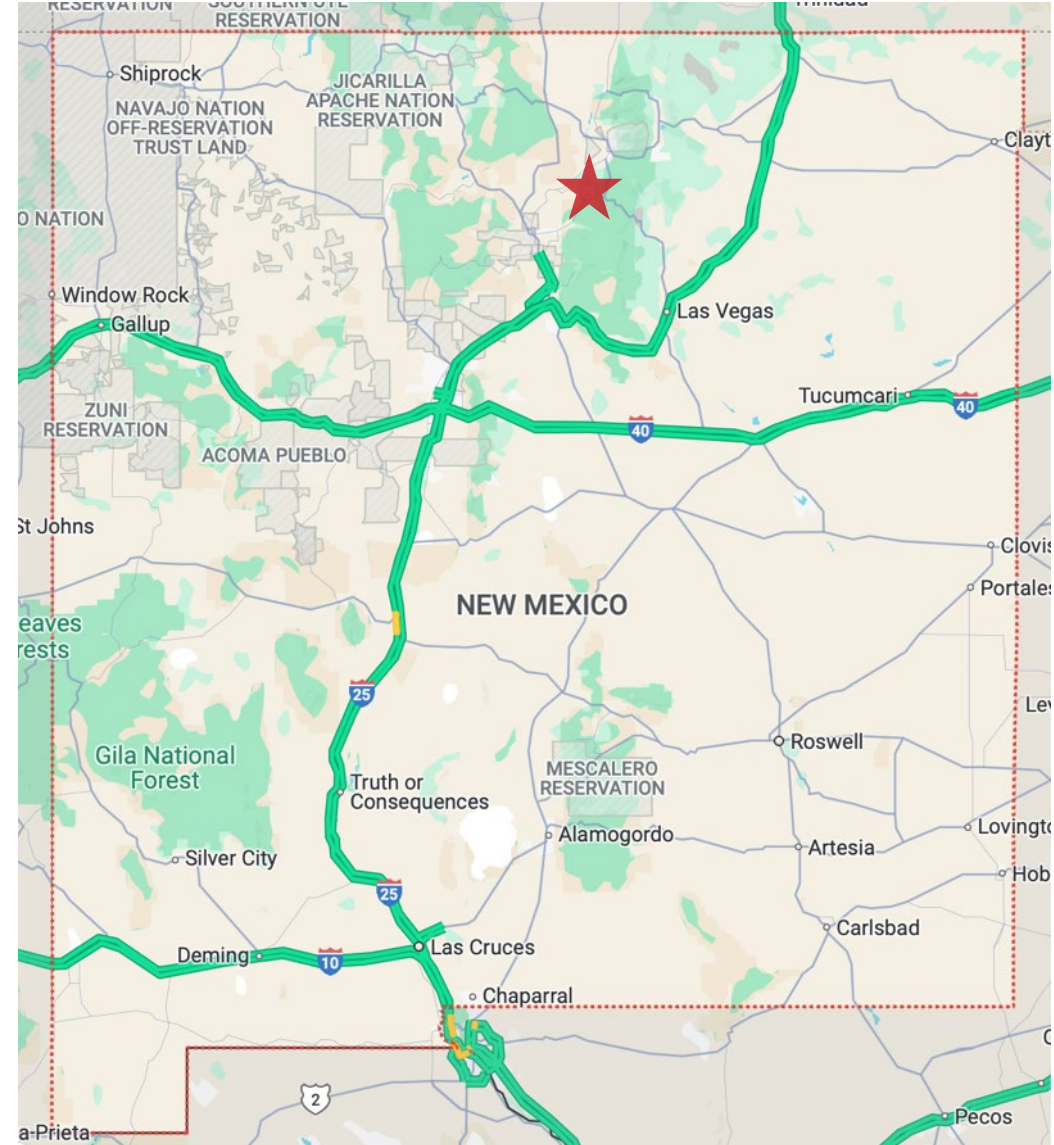 RESERVATION
SOUTHERN UTE
RESERVATION
Trinidad
Shiprock
JICARILLA
APACHE NATION
RESERVATION
NAVAJO NATION
OFF-RESERVATION
TRUST LAND
Clayt
O NATION
Window Rock
Gallup
Las Vegas
Tucumcari
40
40
ZUNI
RESERVATION
ACOMA PUEBLO
St Johns
Clovis
Portales
NEW MEXICO
eaves
rests
25
Lev
Roswell
Gila National
Forest
MESCALERO
RESERVATION
Truth or
Consequences
Alamogordo
Lovingto
Artesia
Silver City
Hob
25
Carlsbad
Las Cruces
Deming
10
Chaparral
C
2
Pecos
a-Prieta